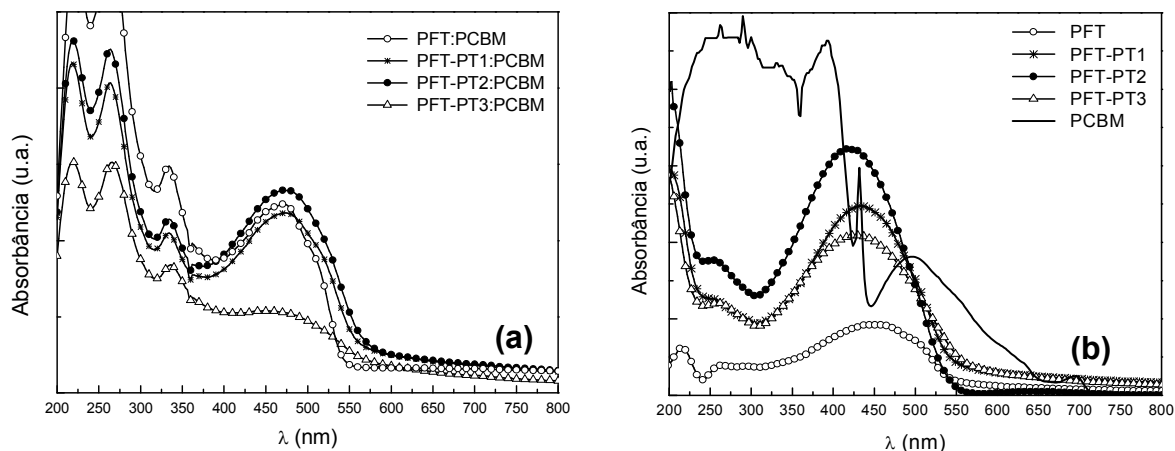 PFT:PCBM
PFT-PT1:PCBM
PFT-PT2:PCBM
PFT-PT3:PCBM
Absorbância (u.a.)
(a)
200 250 300 350 400 450 500 550 600 650 700 750 800
λ (nm)
PFT
PFT-PT1
PFT-PT2
PFT-PT3
PCBM
Absorbância (u.a.)
(b)
200 250 300 350 400 450 500 550 600 650 700 750 800
λ (nm)